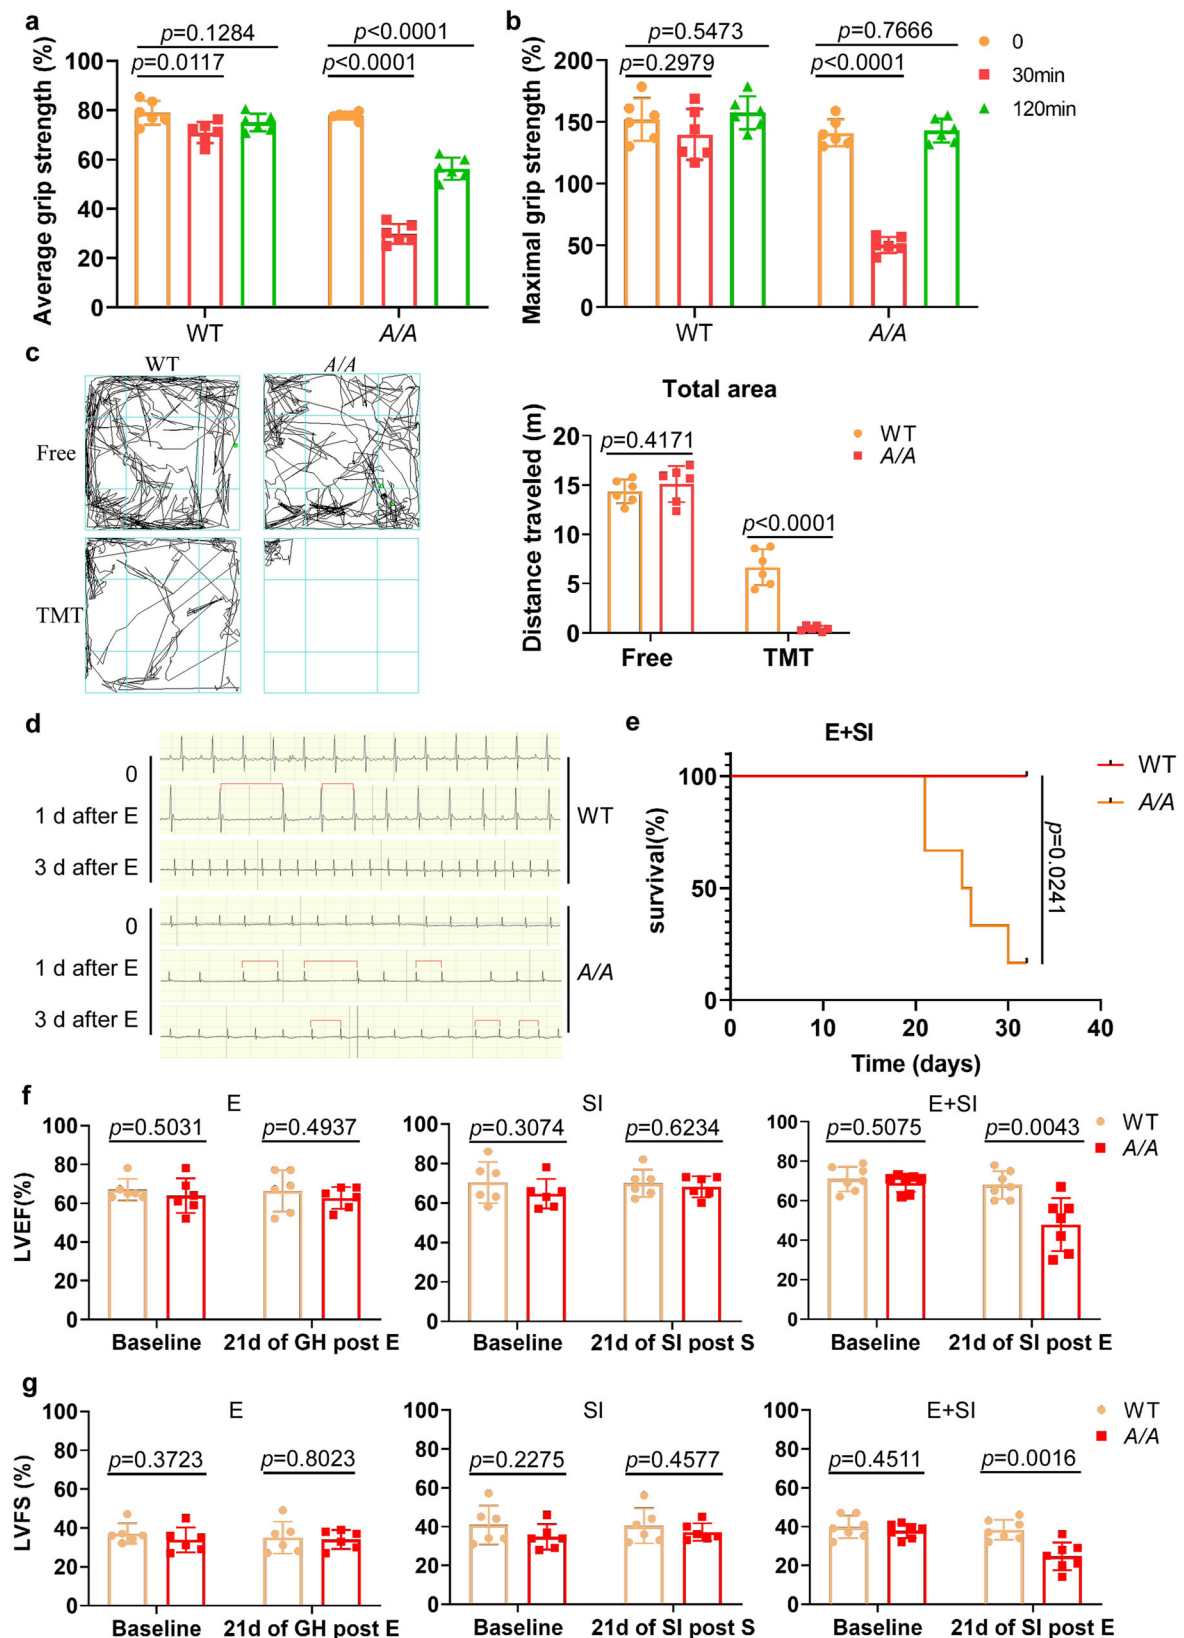 a
p=0.1284
p<0.0001
p=0.0117
p<0.0001
Average grip strength (%)
100
80
60
40
20
0
WT
A/A
b
p=0.5473
p=0.7666
p=0.2979
p<0.0001
Maximal grip strength (%)
200
150
100
50
0
WT
A/A
0
30min
120min
c
WT
A/A
Free
TMT
Total area
Distance traveled (m)
20
15
10
5
0
p=0.4171
p<0.0001
WT
A/A
Free
TMT
d
0
1 d after E
3 d after E
WT
0
1 d after E
3 d after E
A/A
e
E+SI
survival(%)
100
50
0
p=0.0241
WT
A/A
0
10
20
30
40
Time (days)
f
E
LVEF(%)
100
80
60
40
20
0
p=0.5031
p=0.4937
Baseline
21d of GH post E
SI
100
80
60
40
20
0
p=0.3074
p=0.6234
Baseline
21d of SI post S
E+SI
100
80
60
40
20
0
p=0.5075
p=0.0043
Baseline
21d of SI post E
WT
A/A
g
E
LVFS (%)
100
80
60
40
20
0
p=0.3723
p=0.8023
Baseline
21d of GH post E
SI
100
80
60
40
20
0
p=0.2275
p=0.4577
Baseline
21d of SI post S
E+SI
100
80
60
40
20
0
p=0.4511
p=0.0016
Baseline
21d of SI post E
WT
A/A